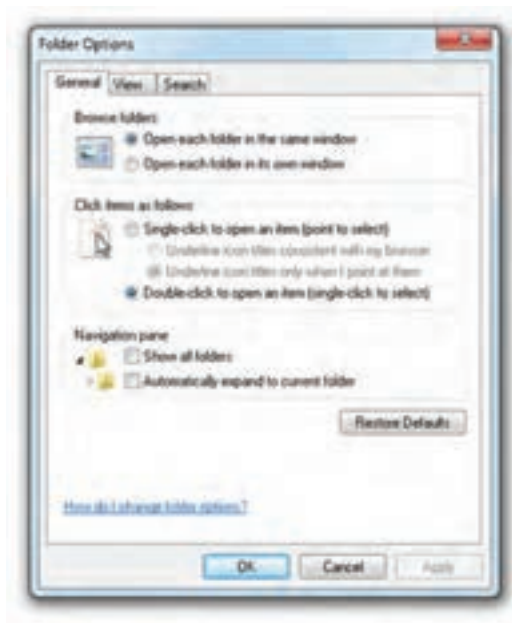 Folder Options
General View Search
Browse folders
Open each folder in the same window
Open each folder in its own window
Click items as follows
Single-click to open an item (point to select)
Underline icon titles consistent with my browser
Underline icon titles only when I point at them
Double-click to open an item (single-click to select)
Navigation pane
Show all folders
Automatically expand to current folder
Restore Defaults
How do I change folder options?
OK Cancel Apply